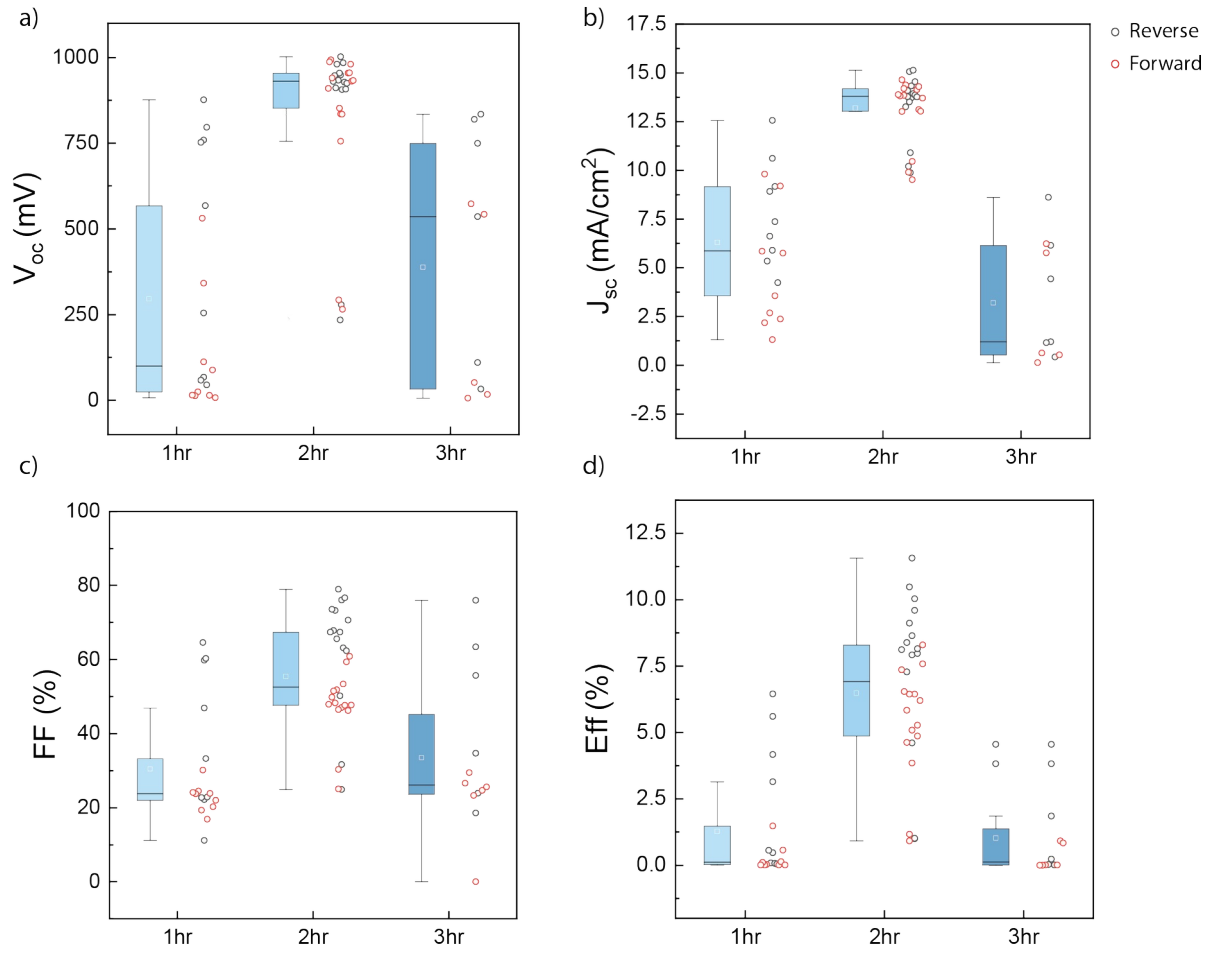 a)
1000
750
500
250
0
V_oc (mV)
1hr
2hr
3hr
b)
17.5
15.0
12.5
10.0
7.5
5.0
2.5
0.0
-2.5
J_sc (mA/cm²)
1hr
2hr
3hr
Reverse
Forward
c)
100
80
60
40
20
0
FF (%)
1hr
2hr
3hr
d)
12.5
10.0
7.5
5.0
2.5
0.0
Eff (%)
1hr
2hr
3hr